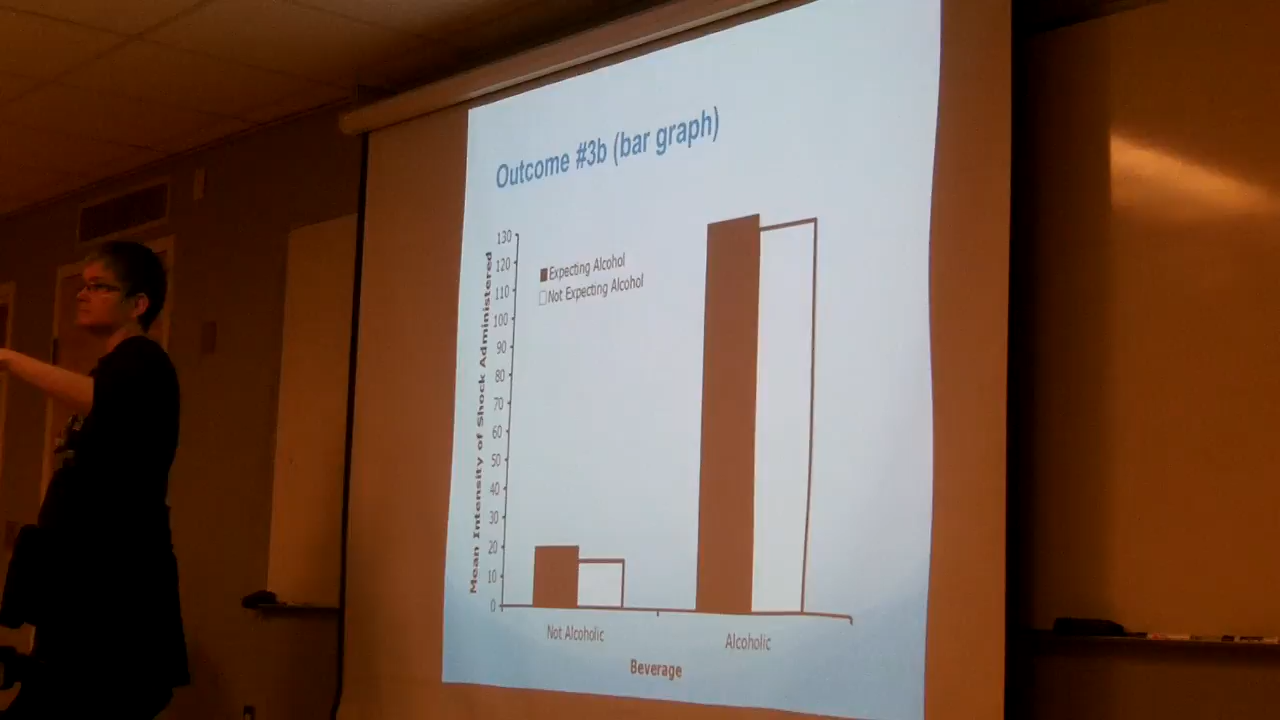 Outcome #3b (bar graph)
Mean Intensity of Shock Administered
130
120
110
100
90
80
70
60
50
40
30
20
10
0
Expecting Alcohol
Not Expecting Alcohol
Not Alcoholic
Alcoholic
Beverage